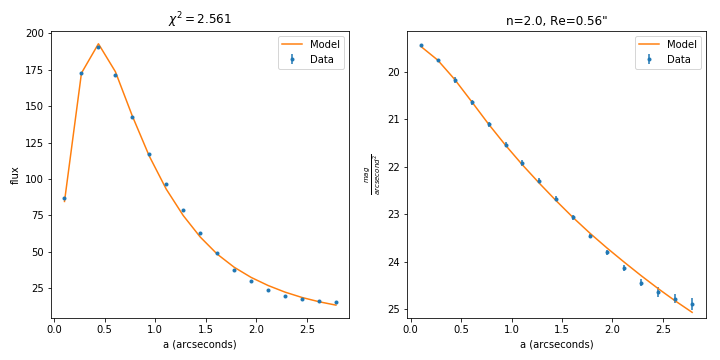 χ² = 2.561
Model
Data
flux
200
175
150
125
100
75
50
25
0.0 0.5 1.0 1.5 2.0 2.5
a (arcseconds)
n=2.0, Re=0.56"
Model
Data
mag
arcsecond²
20
21
22
23
24
25
0.0 0.5 1.0 1.5 2.0 2.5
a (arcseconds)